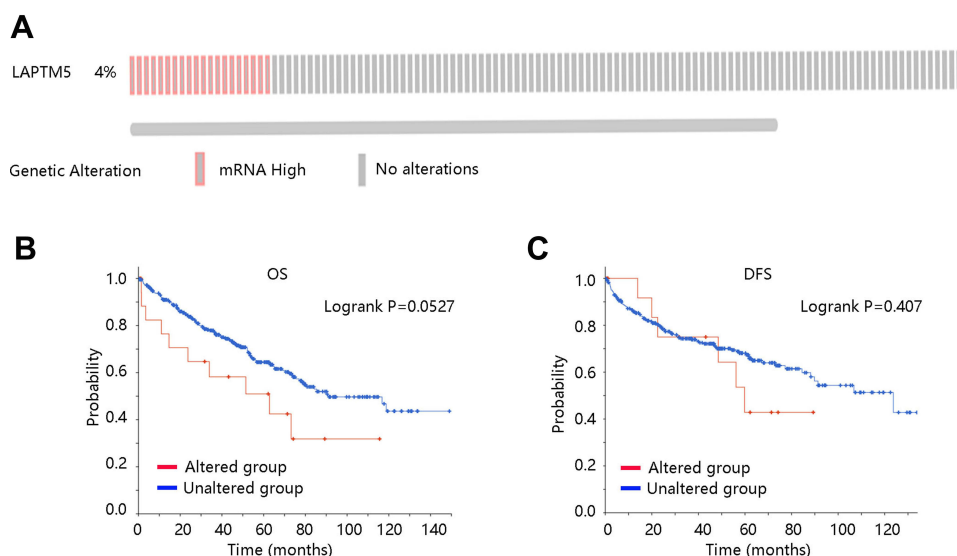 A
LAPTM5 4%
Genetic Alteration mRNA High No alterations
B
OS
Logrank P=0.0527
Probability
1.0
0.8
0.6
0.4
0.2
0.0
Altered group
Unaltered group
0 20 40 60 80 100 120 140
Time (months)
C
DFS
Logrank P=0.407
Probability
1.0
0.8
0.6
0.4
0.2
0.0
Altered group
Unaltered group
0 20 40 60 80 100 120
Time (months)